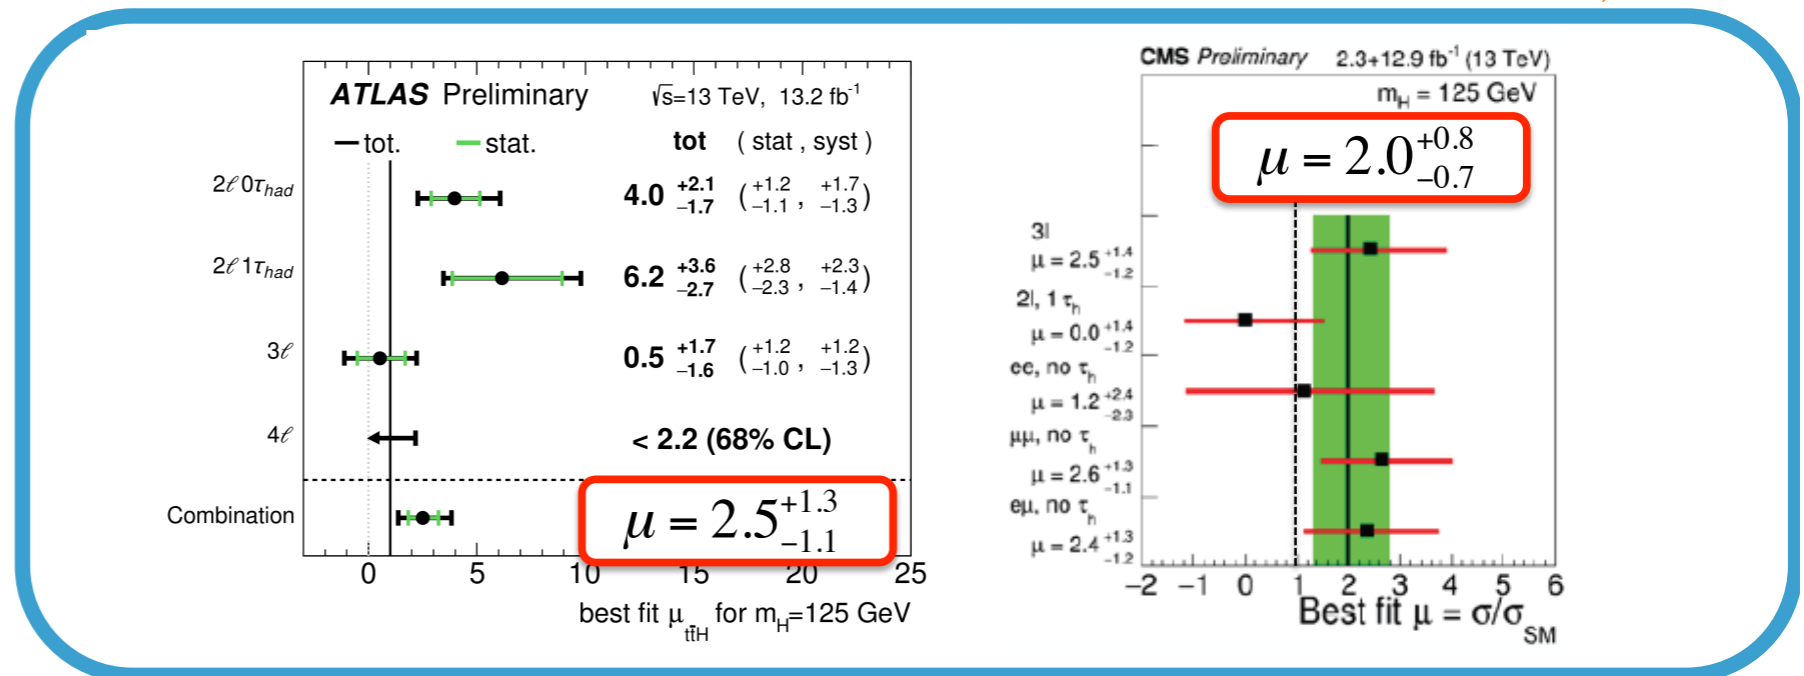 ATLAS Preliminary
√s=13 TeV, 13.2 fb⁻¹
tot. stat. tot ( stat , syst )
2ℓ0τhad 4.0 +2.1 −1.7 ( +1.2 −1.1 , +1.7 −1.3 )
2ℓ1τhad 6.2 +3.6 −2.7 ( +2.8 −2.3 , +2.3 −1.4 )
3ℓ 0.5 +1.7 −1.6 ( +1.2 −1.0 , +1.2 −1.3 )
4ℓ < 2.2 (68% CL)
Combination μ = 2.5 +1.3 −1.1
0 5 10 15 20 25
best fit μ tt̄H for mH=125 GeV
CMS Preliminary 2.3+12.9 fb⁻¹ (13 TeV)
mH = 125 GeV
μ = 2.0 +0.8 −0.7
3l
μ = 2.5 +1.4 −1.2
2l, 1 τh
μ = 0.0 +1.4 −1.2
ee, no τh
μ = 1.2 +2.4 −2.3
μμ, no τh
μ = 2.6 +1.3 −1.1
eμ, no τh
μ = 2.4 +1.3 −1.2
−2 −1 0 1 2 3 4 5 6
Best fit μ = σ/σSM